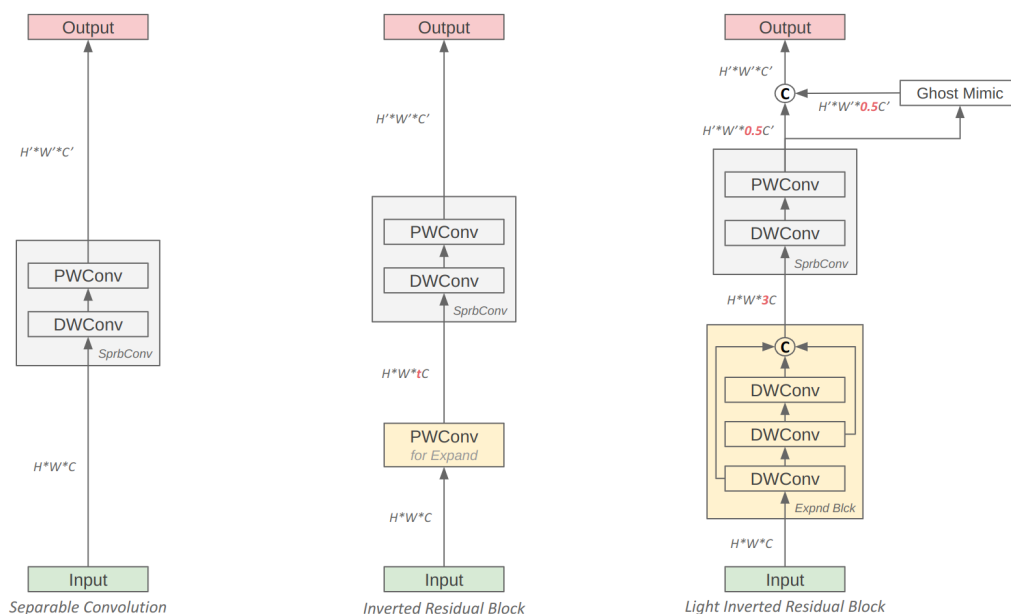 Output
H'*W'*C'
PWConv
DWConv
SprbConv
H*W*C
Input
Separable Convolution
Output
H'*W'*C'
PWConv
DWConv
SprbConv
H*W*tC
PWConv
for Expand
H*W*C
Input
Inverted Residual Block
Output
H'*W'*C'
C
Ghost Mimic
H'*W'*0.5C'
H'*W'*0.5C'
PWConv
DWConv
SprbConv
H*W*3C
C
DWConv
DWConv
DWConv
Expnd Blck
H*W*C
Input
Light Inverted Residual Block